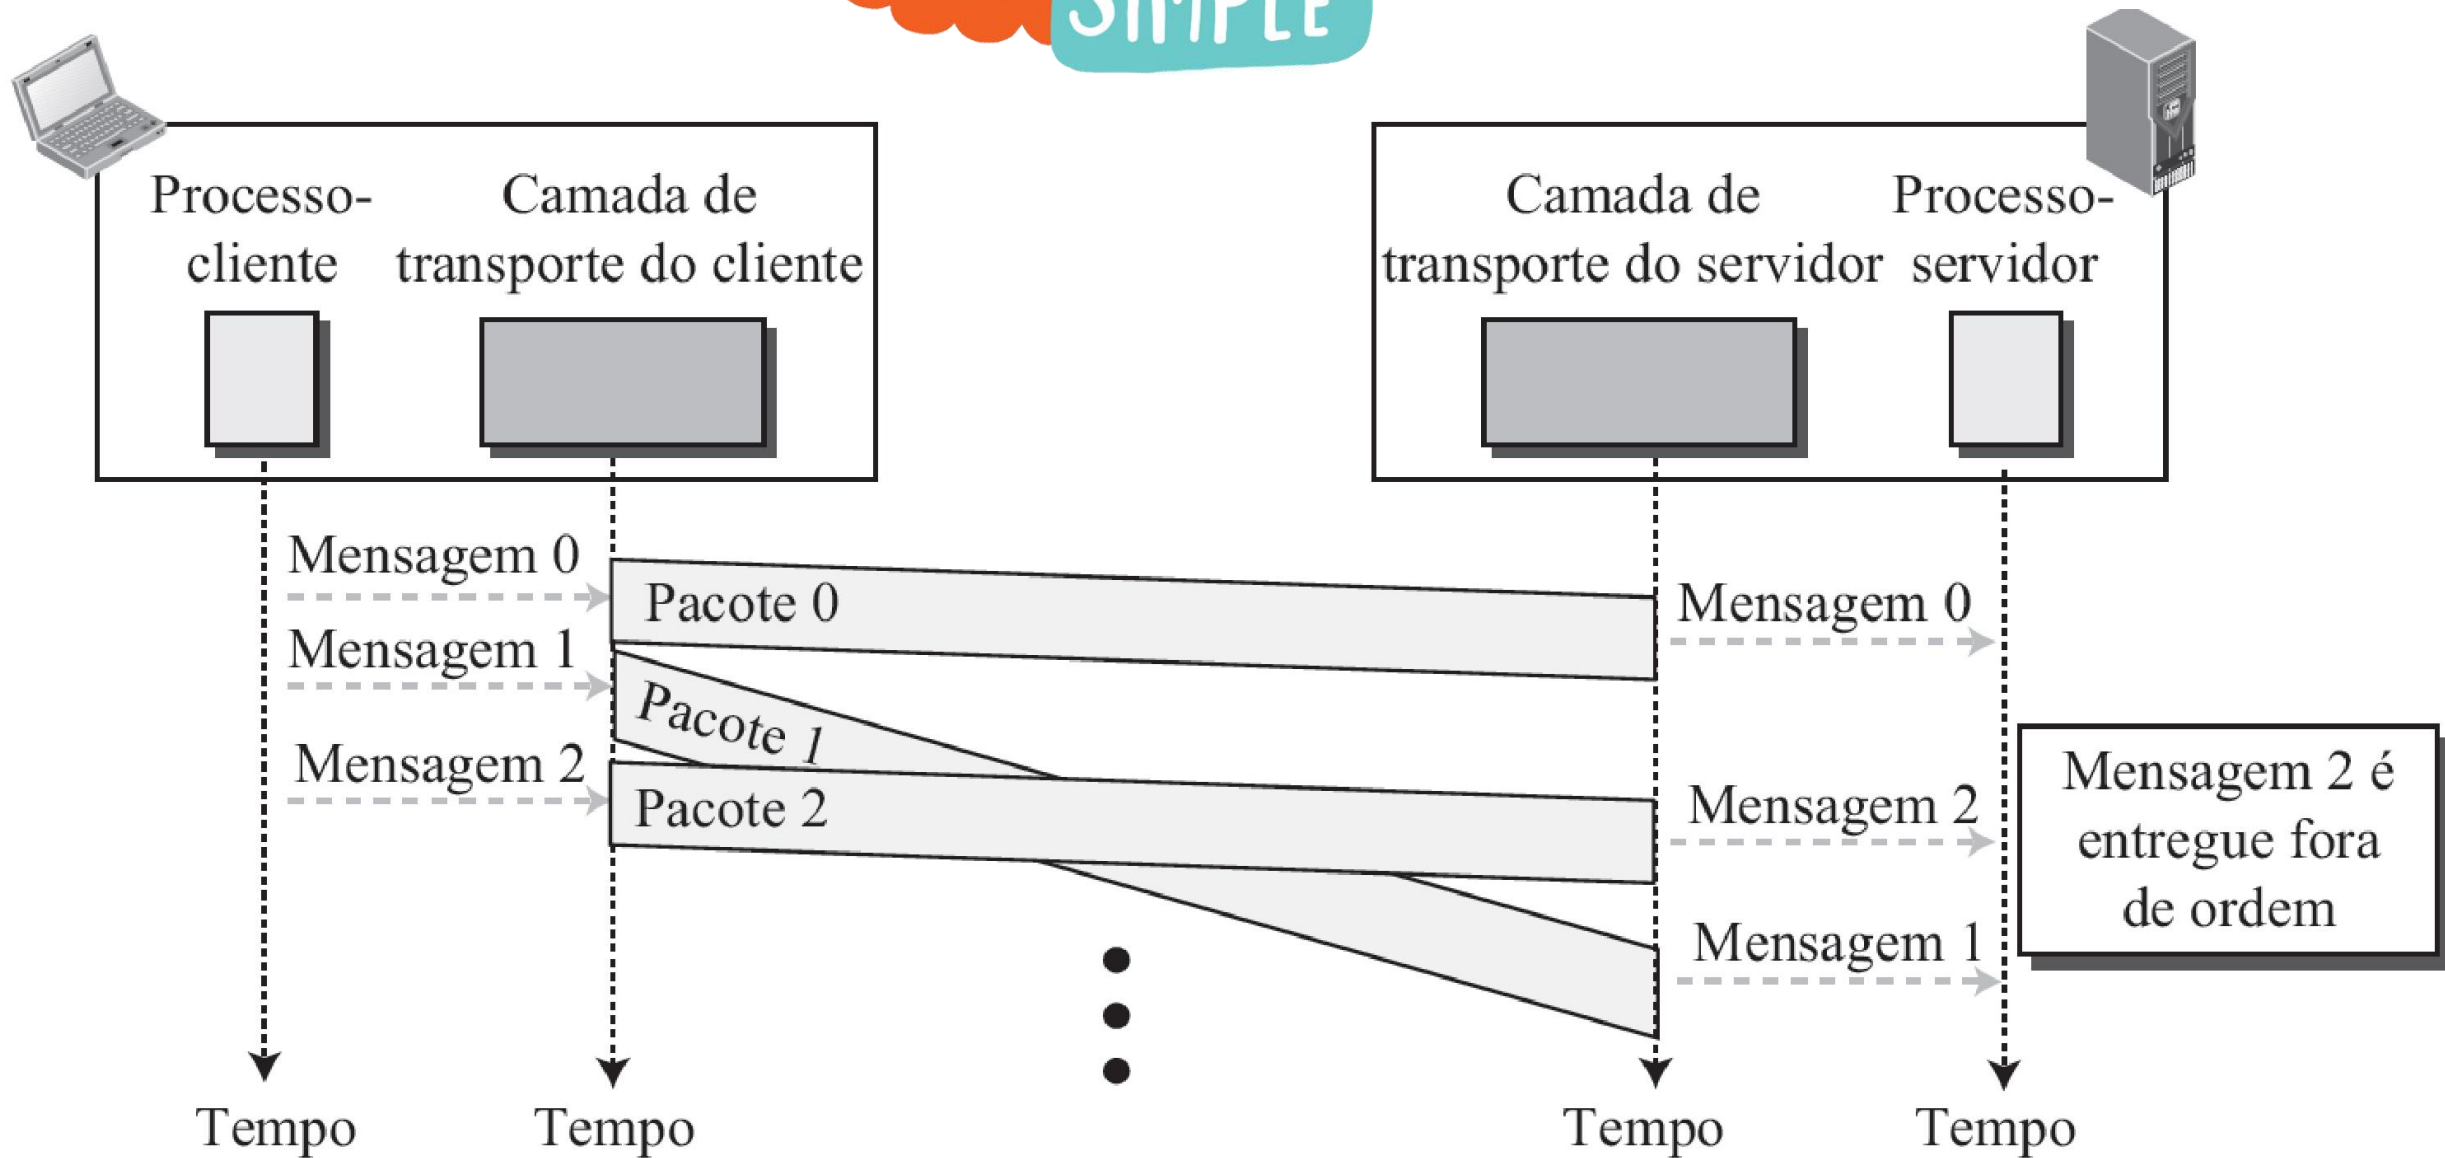 SIMPLE
Processo-
cliente
Camada de
transporte do cliente
Camada de
transporte do servidor
Processo-
servidor
Mensagem 0
Pacote 0
Mensagem 0
Mensagem 1
Pacote 1
Mensagem 2
Pacote 2
Mensagem 2
Mensagem 1
Mensagem 2 é
entregue fora
de ordem
Tempo
Tempo
Tempo
Tempo